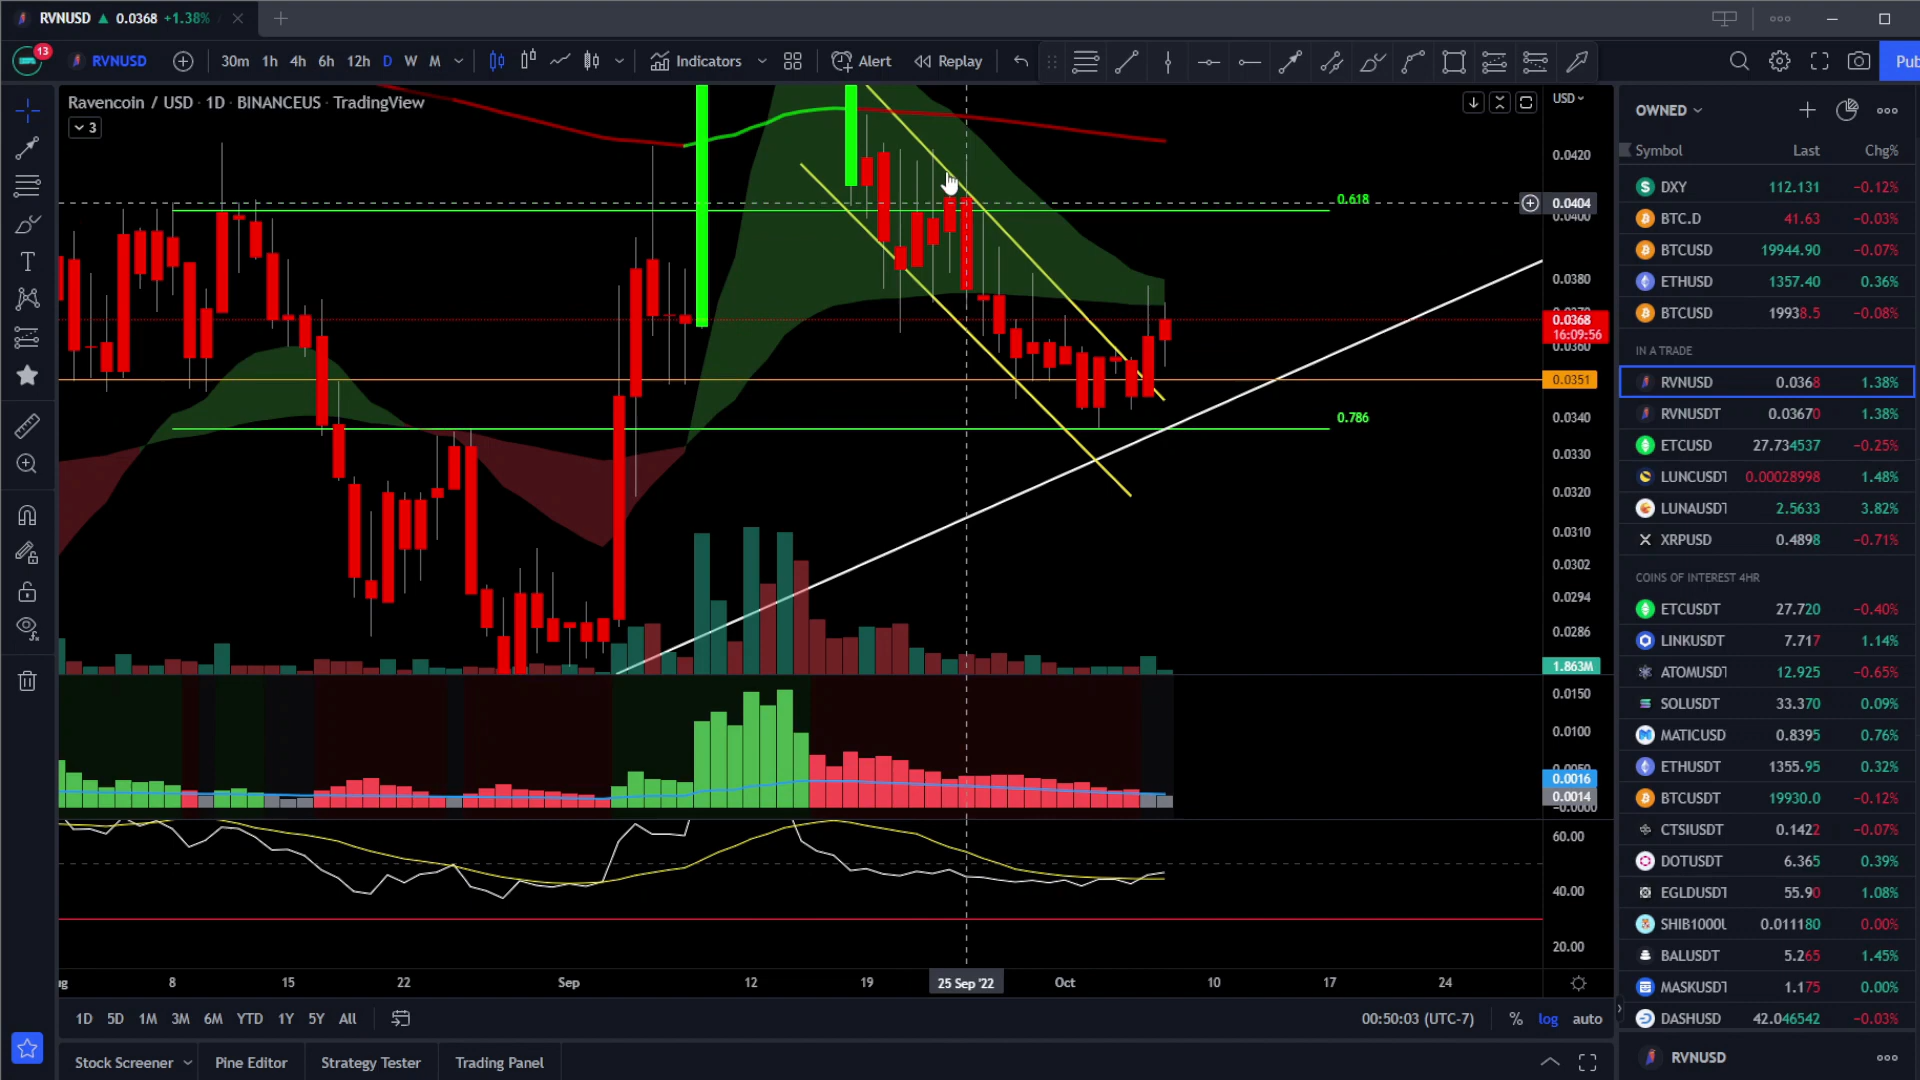 RVNUSD ▲ 0.0368 +1.38%
13
RVNUSD
30m 1h 4h 6h 12h D W M
Indicators
Alert
Replay
Pub
Ravencoin / USD · 1D · BINANCEUS · TradingView
3
USD
0.0420
0.0404
0.0400
0.0380
0.0368
16:09:56
0.0360
0.0351
0.0340
0.0330
0.0320
0.0310
0.0302
0.0294
0.0286
1.863M
0.618
0.786
0.0150
0.0100
0.0016
0.0014
−0.0000
60.00
40.00
20.00
8 15 22 Sep 12 19 25 Sep '22 Oct 10 17 24
1D 5D 1M 3M 6M YTD 1Y 5Y All
00:50:03 (UTC-7) % log auto
Stock Screener Pine Editor Strategy Tester Trading Panel
OWNED
Symbol Last Chg%
DXY 112.131 −0.12%
BTC.D 41.63 −0.03%
BTCUSD 19944.90 −0.07%
ETHUSD 1357.40 0.36%
BTCUSD 19938.5 −0.08%
IN A TRADE
RVNUSD 0.0368 1.38%
RVNUSDT 0.03670 1.38%
ETCUSD 27.734537 −0.25%
LUNCUSDT 0.00028998 1.48%
LUNAUSDT 2.5633 3.82%
XRPUSD 0.4898 −0.71%
COINS OF INTEREST 4HR
ETCUSDT 27.720 −0.40%
LINKUSDT 7.717 1.14%
ATOMUSDT 12.925 −0.65%
SOLUSDT 33.370 0.09%
MATICUSD 0.8395 0.76%
ETHUSDT 1355.95 0.32%
BTCUSDT 19930.0 −0.12%
CTSIUSDT 0.1422 −0.07%
DOTUSDT 6.365 0.39%
EGLDUSDT 55.90 1.08%
SHIB1000U 0.011180 0.00%
BALUSDT 5.265 1.45%
MASKUSDT 1.175 0.00%
DASHUSD 42.046542 −0.03%
RVNUSD